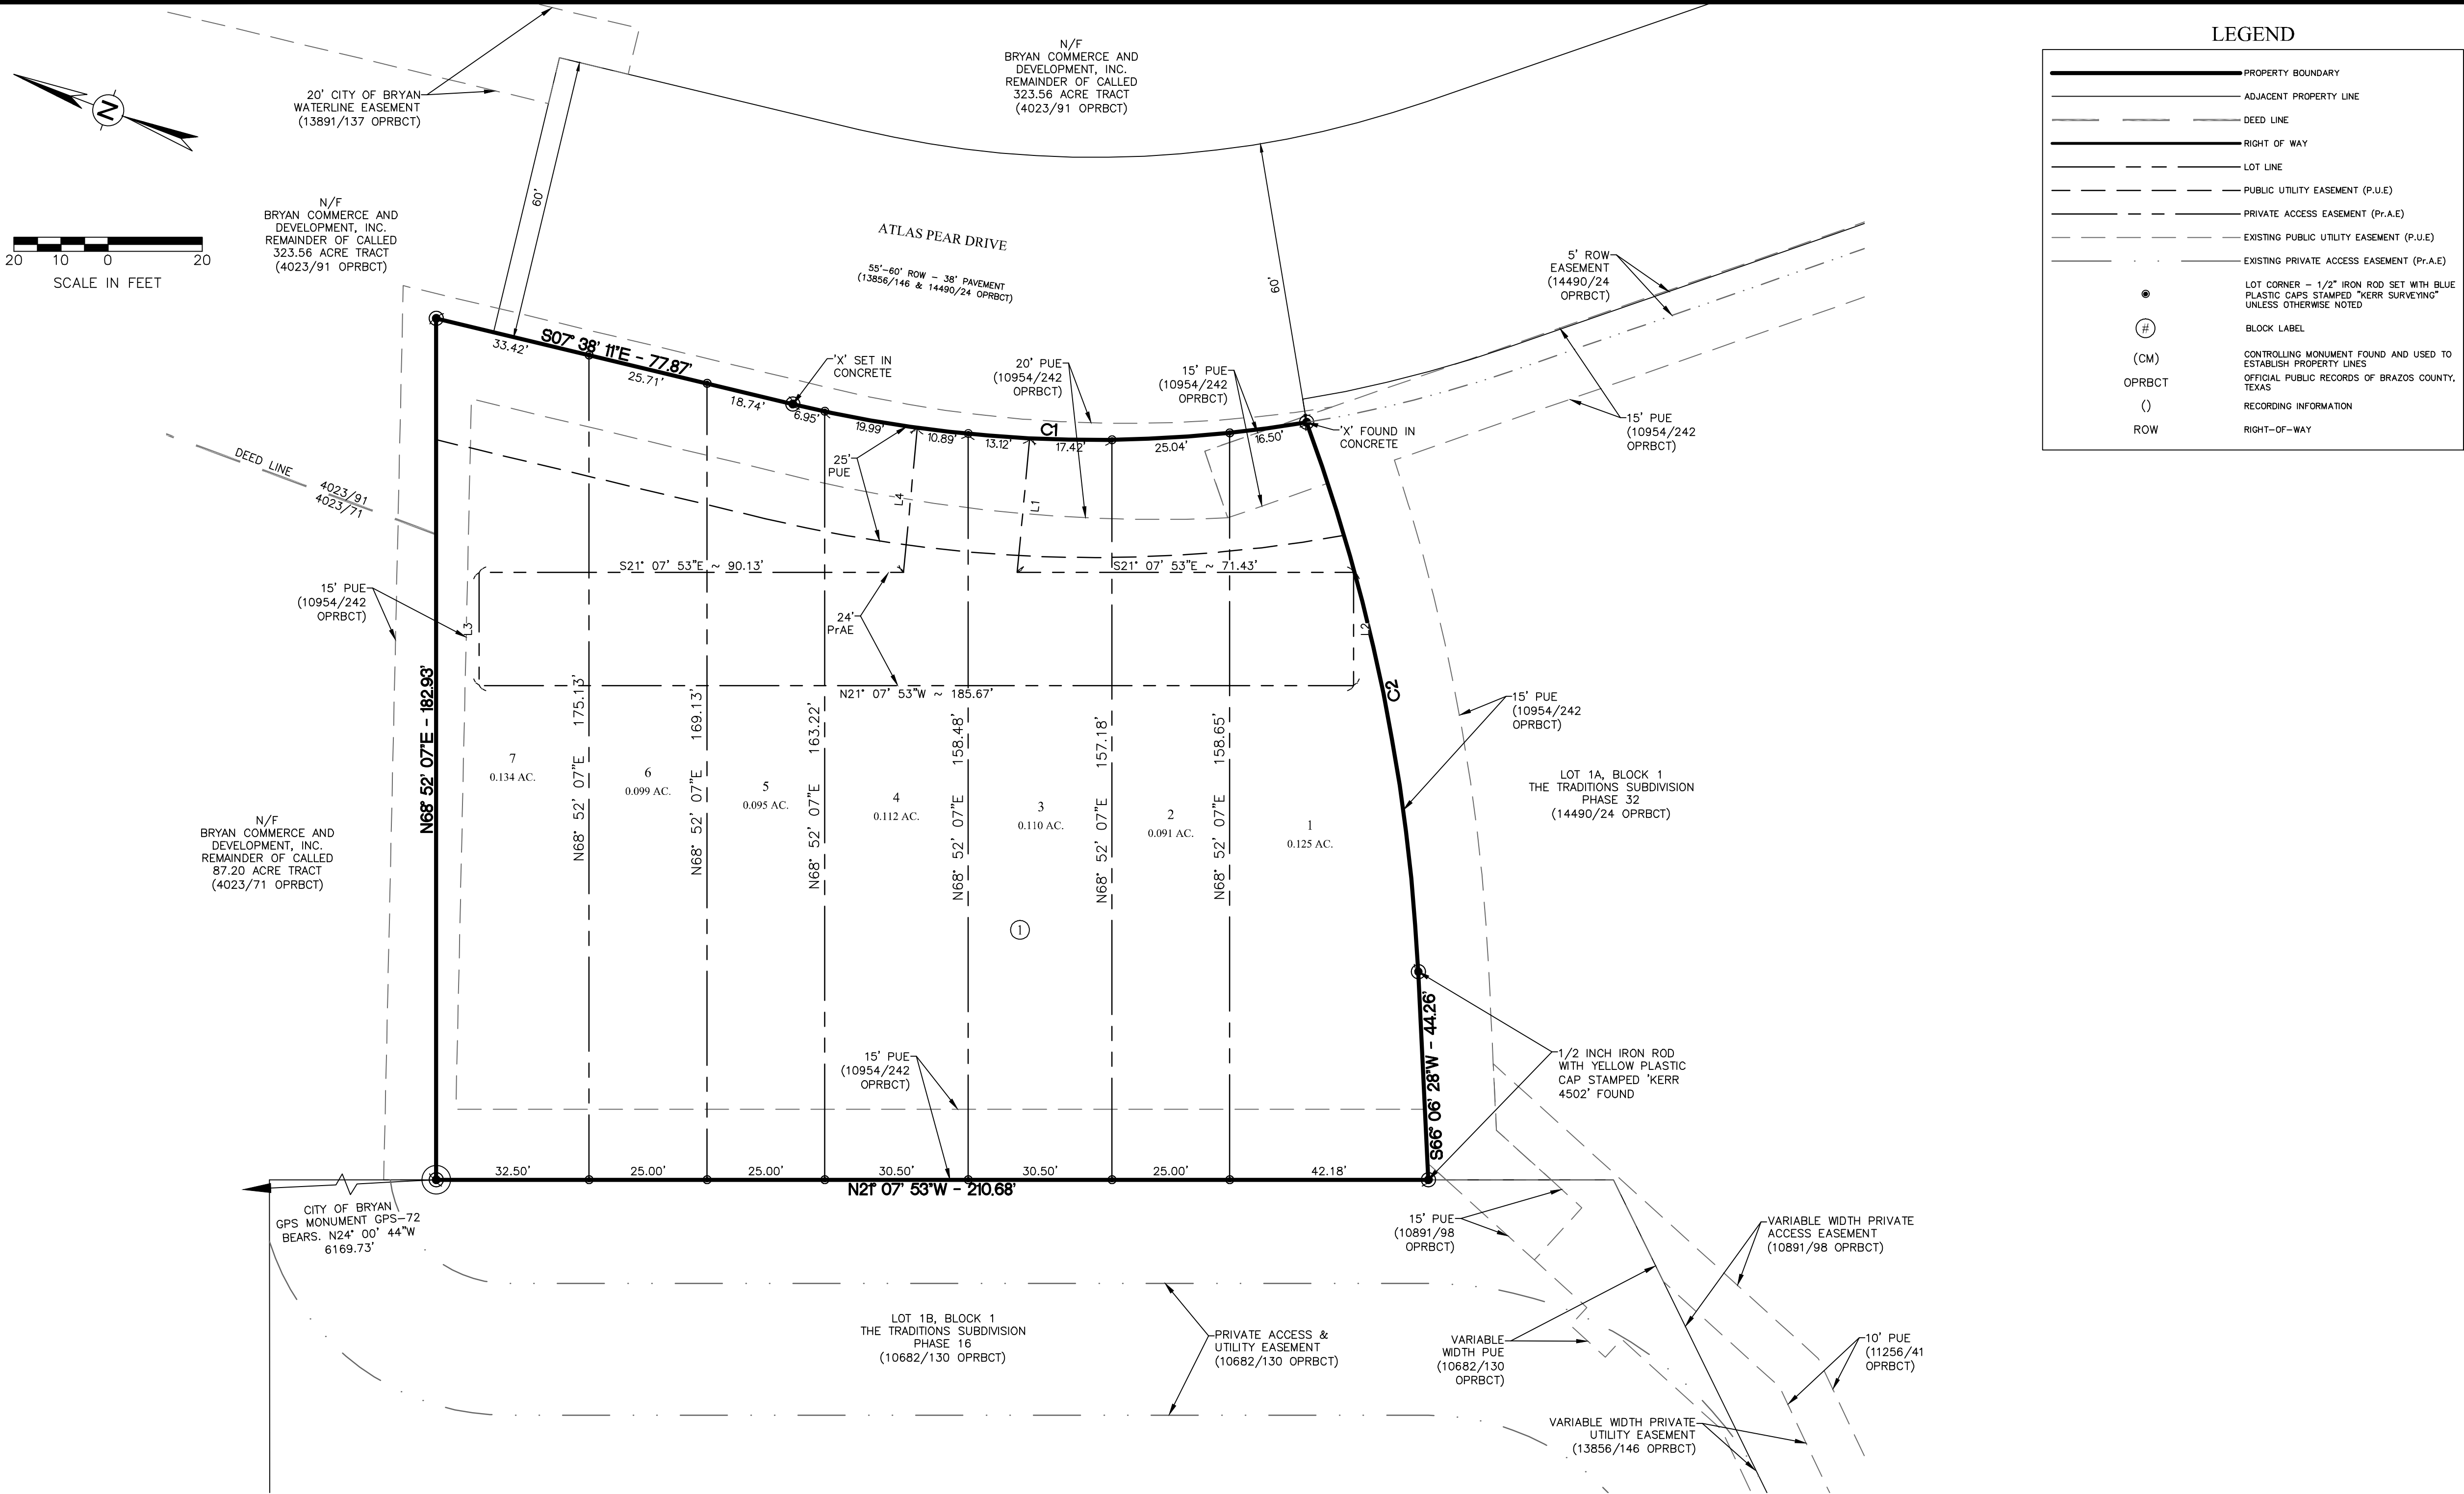 LEGEND
PROPERTY BOUNDARY
ADJACENT PROPERTY LINE
DEED LINE
RIGHT OF WAY
LOT LINE
PUBLIC UTILITY EASEMENT (P.U.E)
PRIVATE ACCESS EASEMENT (Pr.A.E)
EXISTING PUBLIC UTILITY EASEMENT (P.U.E)
EXISTING PRIVATE ACCESS EASEMENT (Pr.A.E)
LOT CORNER – 1/2" IRON ROD SET WITH BLUE
PLASTIC CAPS STAMPED "KERR SURVEYING"
UNLESS OTHERWISE NOTED
# BLOCK LABEL
(CM) CONTROLLING MONUMENT FOUND AND USED TO
ESTABLISH PROPERTY LINES
OPRBCT OFFICIAL PUBLIC RECORDS OF BRAZOS COUNTY,
TEXAS
() RECORDING INFORMATION
ROW RIGHT–OF–WAY
N
20 10 0 20
SCALE IN FEET
20' CITY OF BRYAN
WATERLINE EASEMENT
(13891/137 OPRBCT)
N/F
BRYAN COMMERCE AND
DEVELOPMENT, INC.
REMAINDER OF CALLED
323.56 ACRE TRACT
(4023/91 OPRBCT)
N/F
BRYAN COMMERCE AND
DEVELOPMENT, INC.
REMAINDER OF CALLED
323.56 ACRE TRACT
(4023/91 OPRBCT)
60'
ATLAS PEAR DRIVE
55'–60' ROW – 38' PAVEMENT
(13856/146 & 14490/24 OPRBCT)
60'
5' ROW
EASEMENT
(14490/24
OPRBCT)
S07° 38' 11"E – 77.87'
33.42'
25.71'
18.74'
'X' SET IN
CONCRETE
6.95'
19.99'
10.89'
13.12'
C1
17.42'
25.04'
16.50'
20' PUE
(10954/242
OPRBCT)
15' PUE
(10954/242
OPRBCT)
'X' FOUND IN
CONCRETE
15' PUE
(10954/242
OPRBCT)
25'
PUE
L4
L1
DEED LINE
4023/91
4023/71
S21° 07' 53"E ~ 90.13'
S21° 07' 53"E ~ 71.43'
15' PUE
(10954/242
OPRBCT)
L3
24'
PrAE
L2
N21° 07' 53"W ~ 185.67'
C2
15' PUE
(10954/242
OPRBCT)
N68° 52' 07"E – 182.93'
N68° 52' 07"E 175.13'
N68° 52' 07"E 169.13'
N68° 52' 07"E 163.22'
N68° 52' 07"E 158.48'
N68° 52' 07"E 157.18'
N68° 52' 07"E 158.65'
7
0.134 AC.
6
0.099 AC.
5
0.095 AC.
4
0.112 AC.
3
0.110 AC.
2
0.091 AC.
1
0.125 AC.
LOT 1A, BLOCK 1
THE TRADITIONS SUBDIVISION
PHASE 32
(14490/24 OPRBCT)
N/F
BRYAN COMMERCE AND
DEVELOPMENT, INC.
REMAINDER OF CALLED
87.20 ACRE TRACT
(4023/71 OPRBCT)
1
15' PUE
(10954/242
OPRBCT)
S66° 06' 28"W – 44.26'
1/2 INCH IRON ROD
WITH YELLOW PLASTIC
CAP STAMPED 'KERR
4502' FOUND
32.50'
25.00'
25.00'
30.50'
30.50'
25.00'
42.18'
N21° 07' 53"W – 210.68'
CITY OF BRYAN
GPS MONUMENT GPS–72
BEARS. N24° 00' 44"W
6169.73'
15' PUE
(10891/98
OPRBCT)
VARIABLE WIDTH PRIVATE
ACCESS EASEMENT
(10891/98 OPRBCT)
LOT 1B, BLOCK 1
THE TRADITIONS SUBDIVISION
PHASE 16
(10682/130 OPRBCT)
PRIVATE ACCESS &
UTILITY EASEMENT
(10682/130 OPRBCT)
VARIABLE
WIDTH PUE
(10682/130
OPRBCT)
10' PUE
(11256/41
OPRBCT)
VARIABLE WIDTH PRIVATE
UTILITY EASEMENT
(13856/146 OPRBCT)